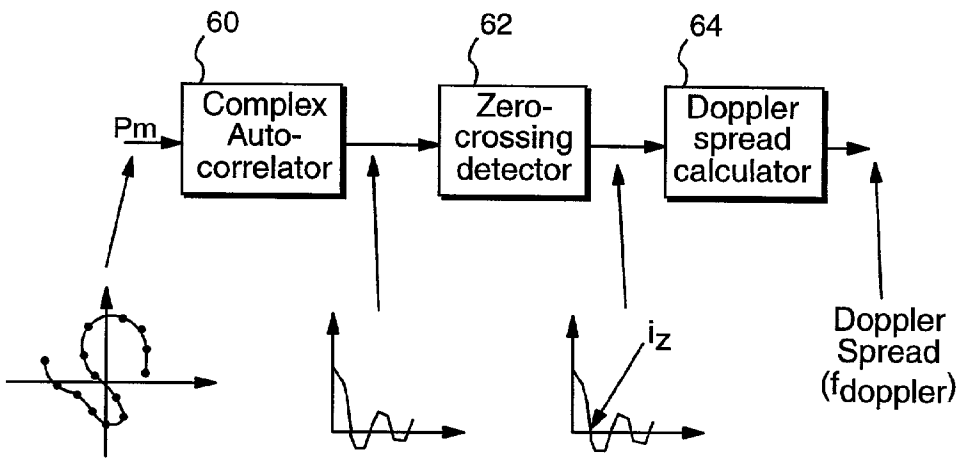 60
62
64
Pm
Complex
Auto-
correlator
Zero-
crossing
detector
Doppler
spread
calculator
iz
Doppler
Spread
(fdoppler)